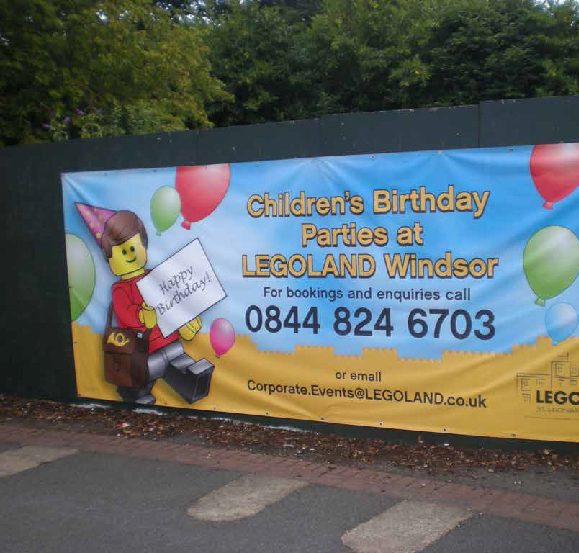 Children's Birthday
Parties at
LEGOLAND Windsor
For bookings and enquiries call
0844 824 6703
or email
Corporate.Events@LEGOLAND.co.uk
Happy
Birthday!
LEGO